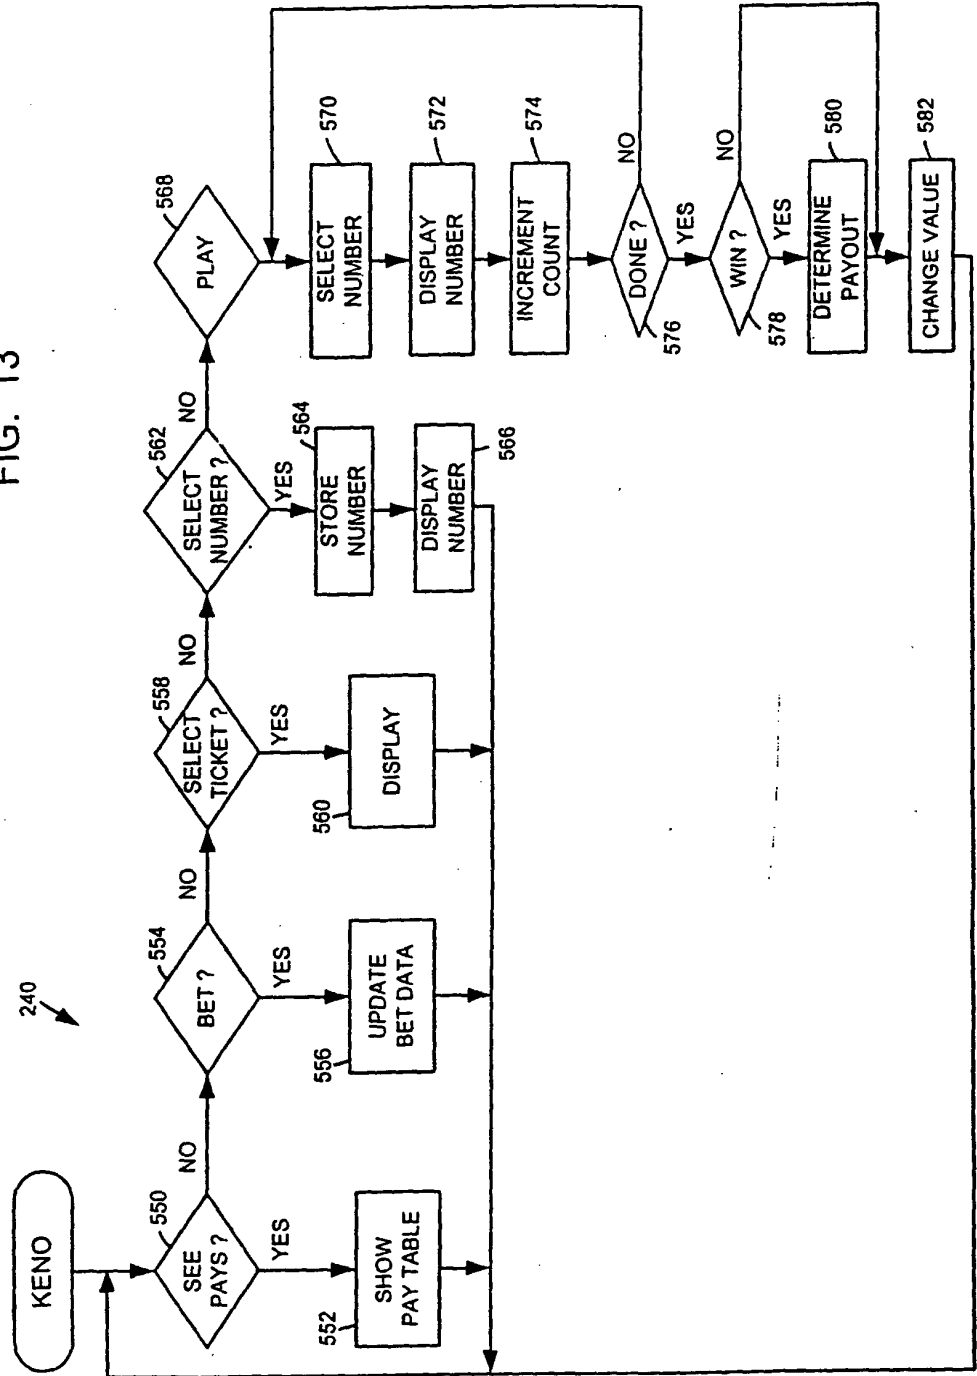 FIG. 13
240
KENO
550
SEE
PAYS ?
NO
YES
552
SHOW
PAY TABLE
554
BET ?
NO
YES
556
UPDATE
BET DATA
558
SELECT
TICKET ?
NO
YES
560
DISPLAY
562
SELECT
NUMBER ?
NO
YES
564
STORE
NUMBER
566
DISPLAY
NUMBER
568
PLAY
570
SELECT
NUMBER
572
DISPLAY
NUMBER
574
INCREMENT
COUNT
576
DONE ?
NO
YES
578
WIN ?
NO
YES
580
DETERMINE
PAYOUT
582
CHANGE VALUE